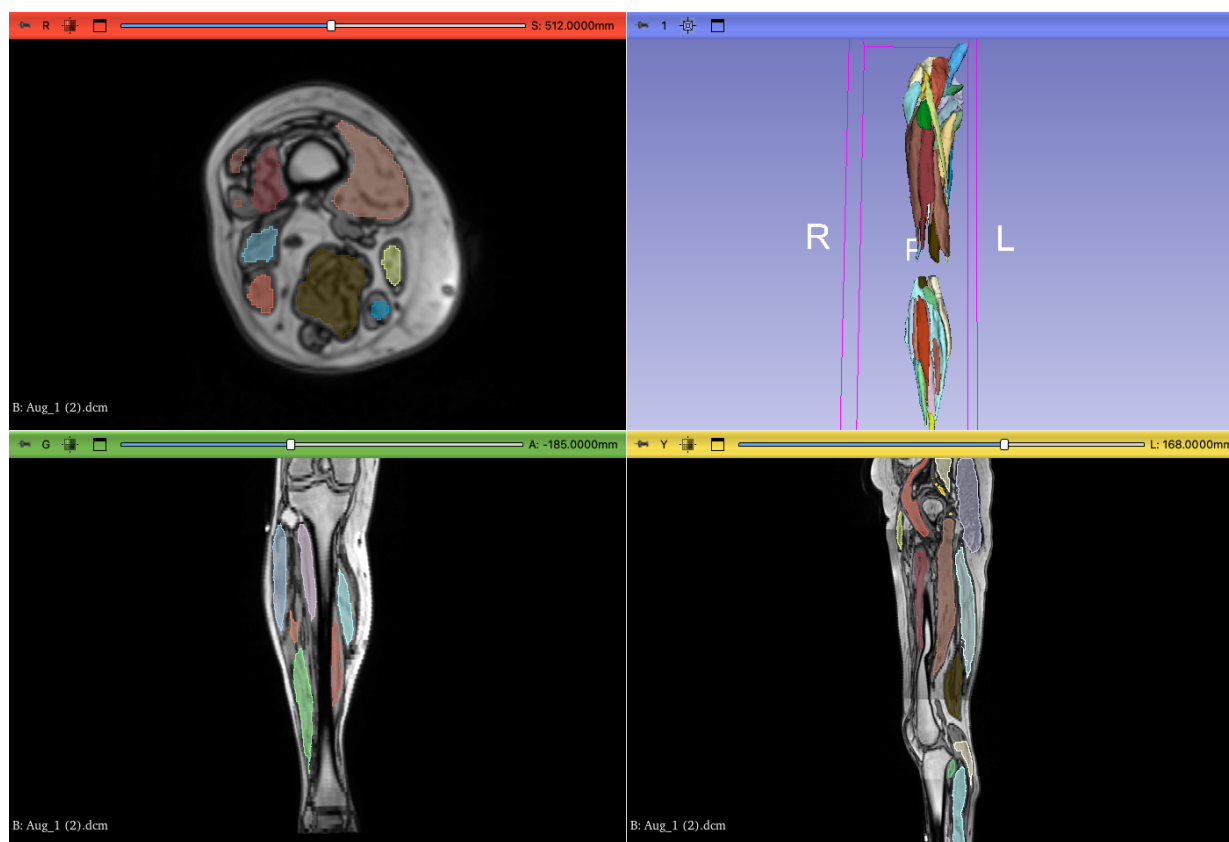 R S: 512.0000mm
1
R L
B: Aug_1 (2).dcm
G A: -185.0000mm
Y L: 168.0000mm
B: Aug_1 (2).dcm
B: Aug_1 (2).dcm